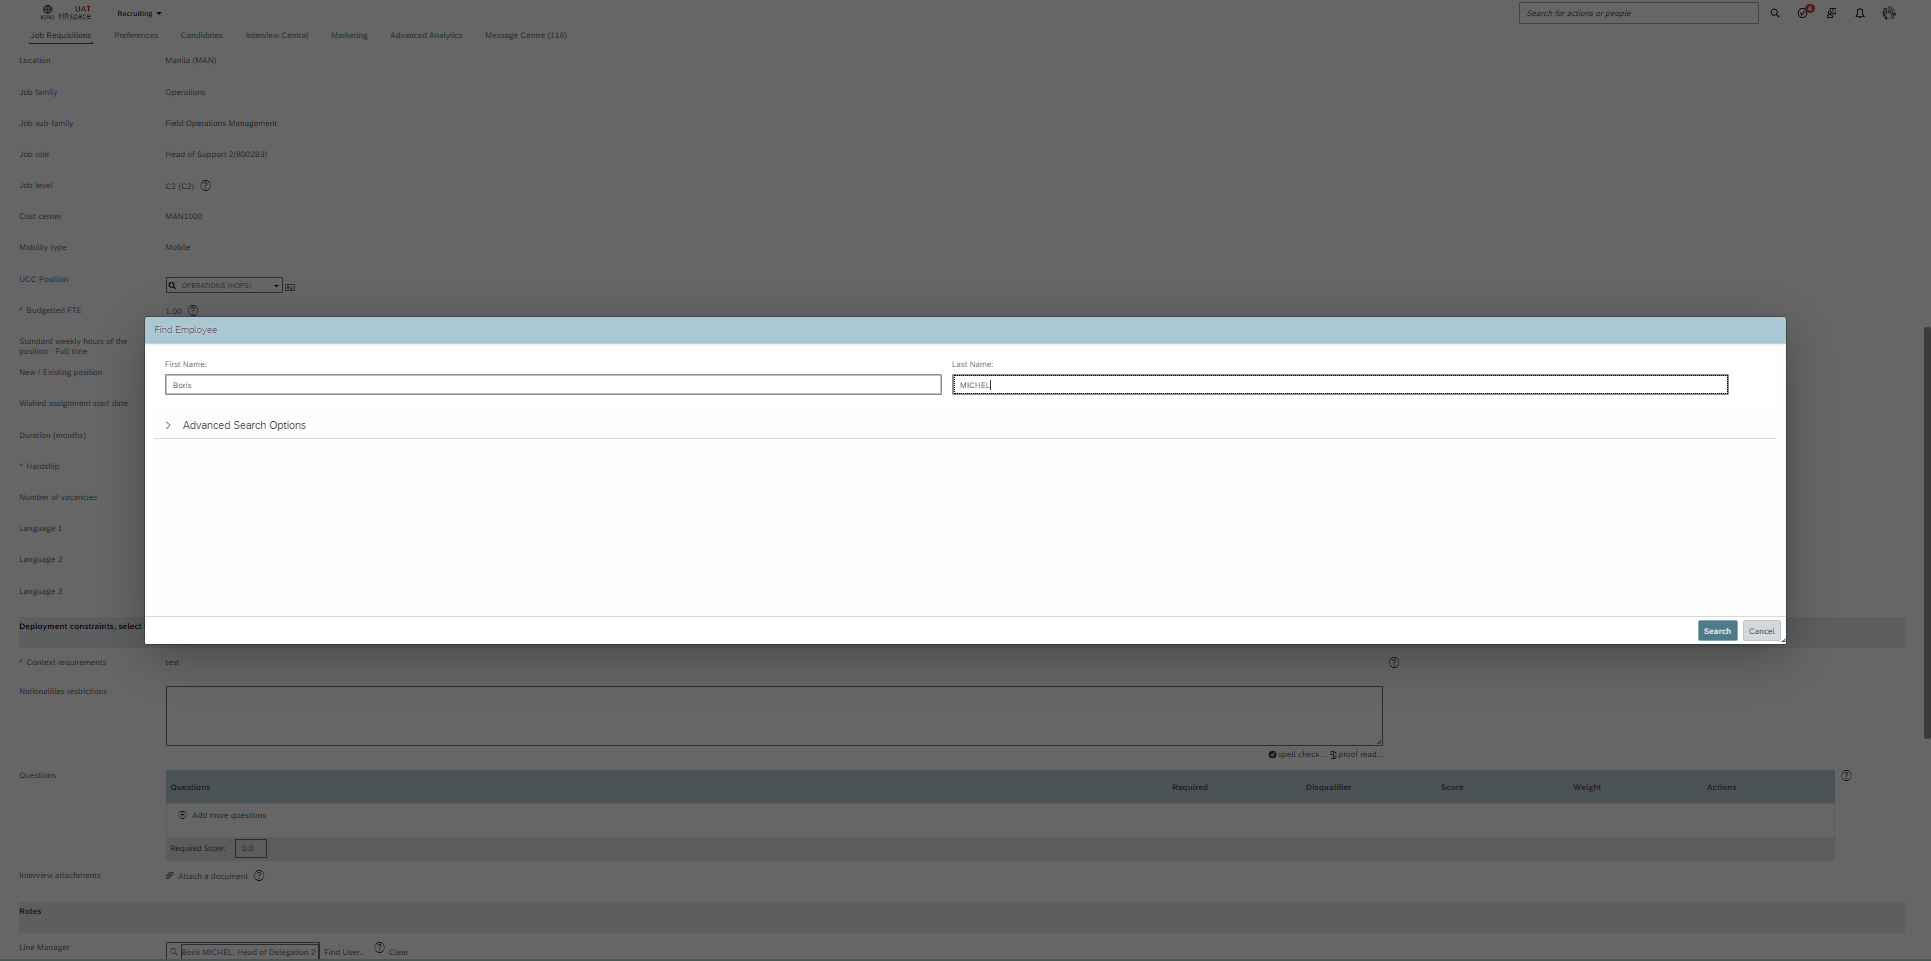 ICRC UAT HRspace Recruiting Search for actions or people 4
Job Requisitions Preferences Candidates Interview Central Marketing Advanced Analytics Message Centre (118)
Location Manila (MAN)
Job family Operations
Job sub-family Field Operations Management
Job role Head of Support 2(800283)
Job level C2 (C2)
Cost center MAN1000
Mobility type Mobile
UCC Position OPERATIONS (HOPS)
* Budgetted FTE 1.00
Standard weekly hours of the
position - Full time
New / Existing position
Wished assignment start date
Duration (months)
* Hardship
Number of vacancies
Language 1
Language 2
Language 3
Find Employee
First Name: Last Name:
Boris MICHEL
Advanced Search Options
Search Cancel
Deployment constraints, select
* Context requirements test
Nationalities restrictions
spell check... proof read...
Questions
Questions Required Disqualifier Score Weight Actions
Add more questions
Required Score: 0.0
Interview attachments Attach a document
Roles
Line Manager Boris MICHEL, Head of Delegation 2 Find User... Clear